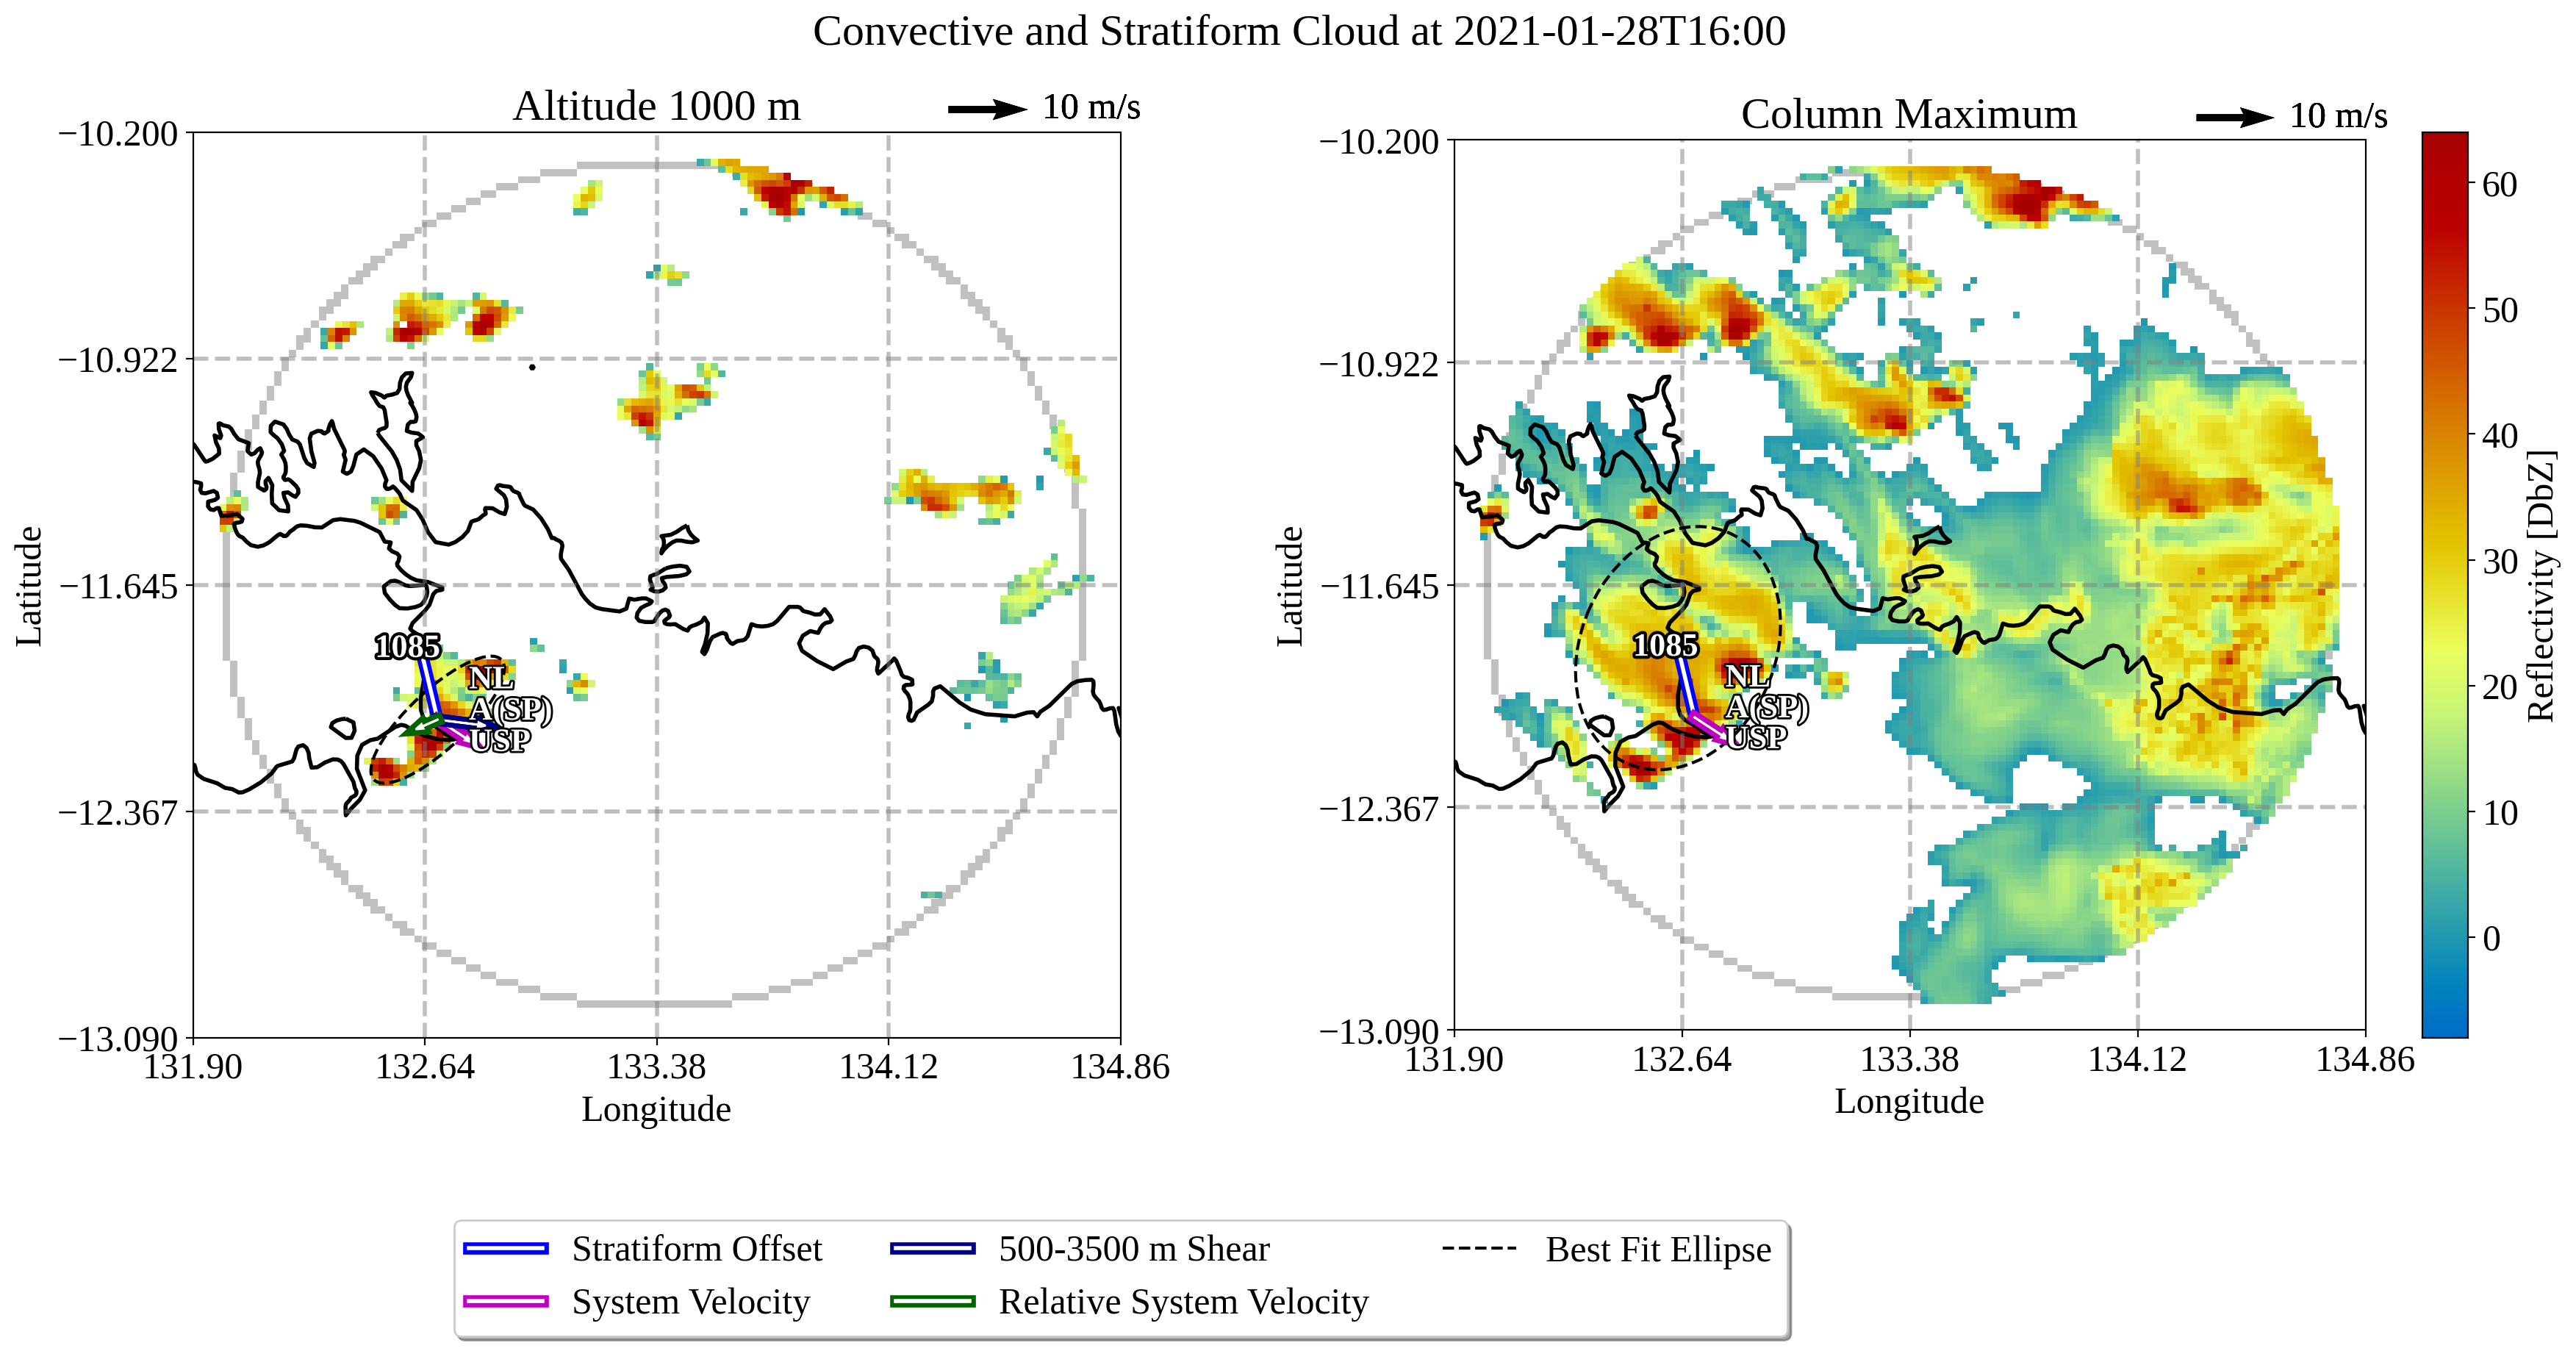 Convective and Stratiform Cloud at 2021-01-28T16:00
Altitude 1000 m
10 m/s
−10.200
−10.922
−11.645
−12.367
−13.090
Latitude
131.90
132.64
133.38
134.12
134.86
Longitude
1085
NL
A(SP)
USP
Column Maximum
10 m/s
−10.200
−10.922
−11.645
−12.367
−13.090
Latitude
131.90
132.64
133.38
134.12
134.86
Longitude
1085
NL
A(SP)
USP
60
50
40
30
20
10
0
Reflectivity [DbZ]
Stratiform Offset
System Velocity
500-3500 m Shear
Relative System Velocity
Best Fit Ellipse